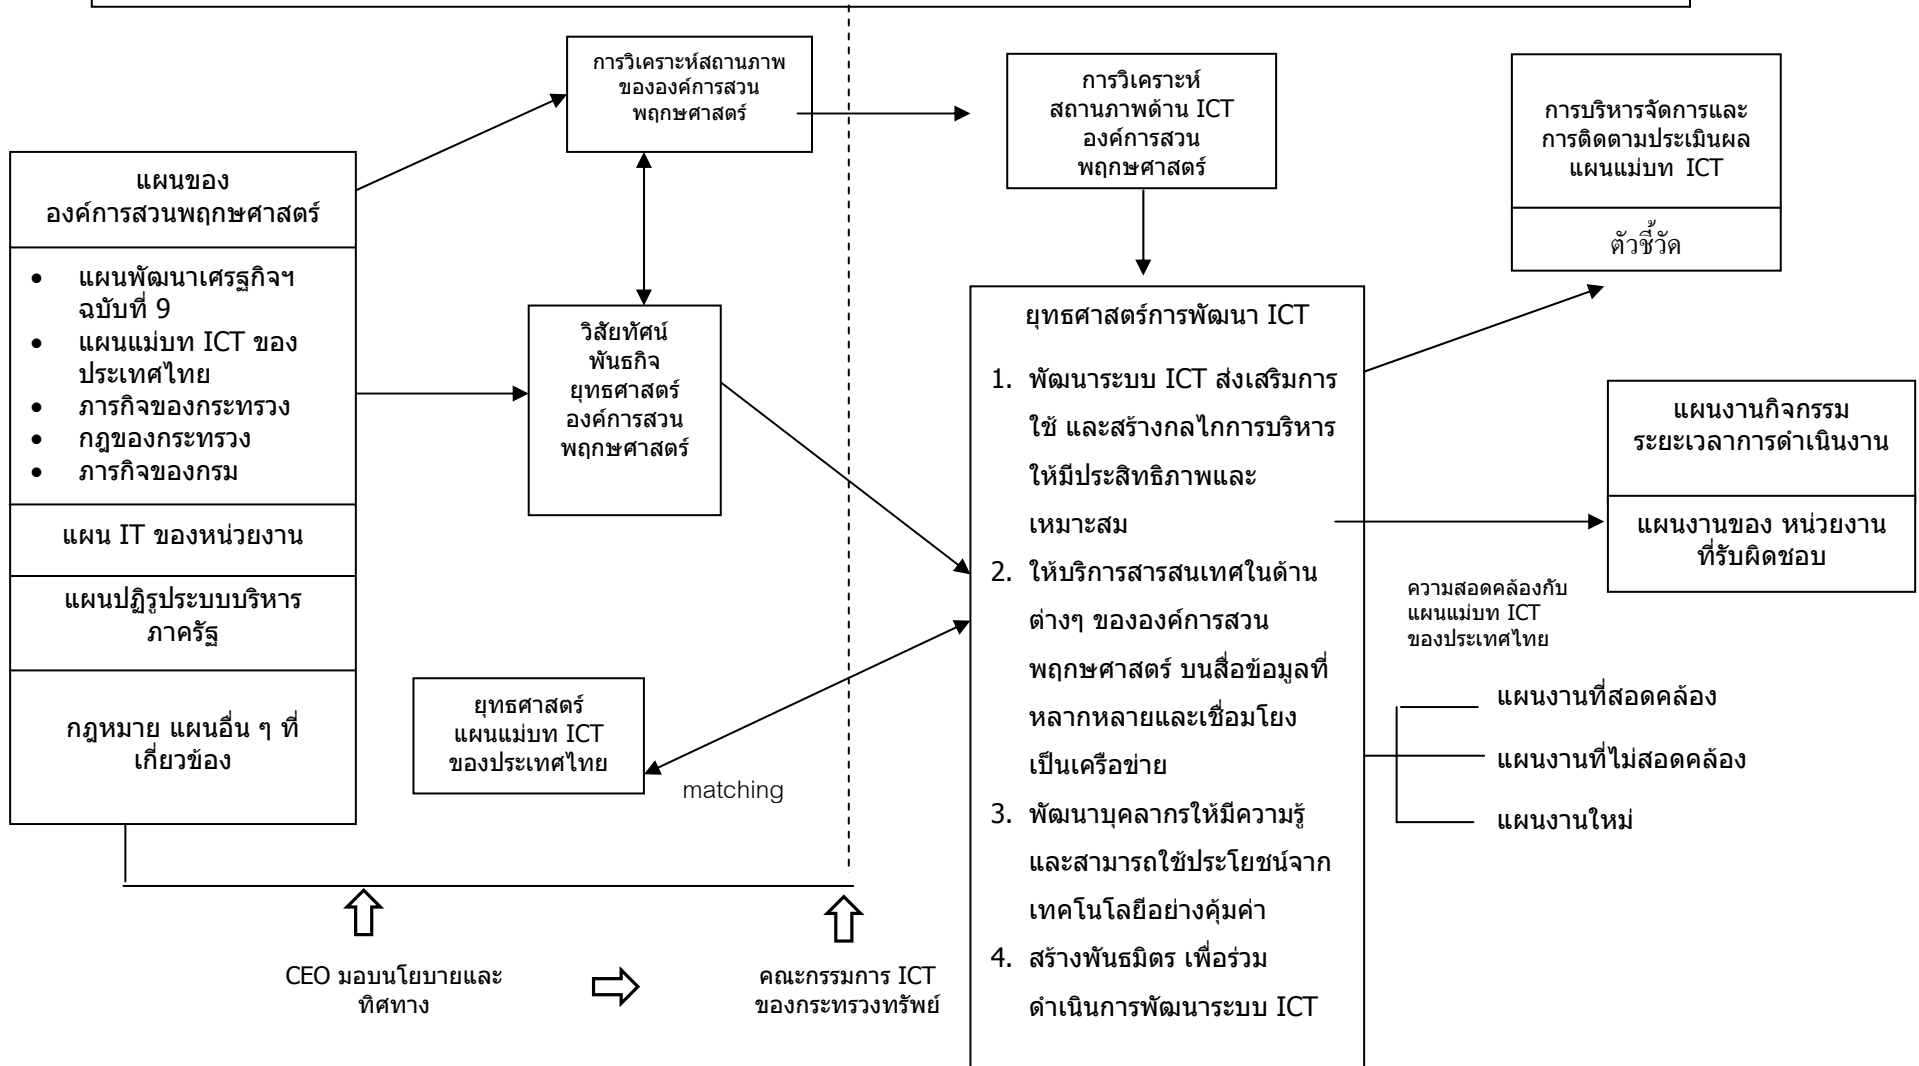 การวิเคราะห์สถานภาพ
ขององค์การสวน
พฤกษศาสตร์
การวิเคราะห์
สถานภาพด้าน ICT
องค์การสวน
พฤกษศาสตร์
การบริหารจัดการและ
การติดตามประเมินผล
แผนแม่บท ICT
ตัวชี้วัด
แผนของ
องค์การสวนพฤกษศาสตร์
• แผนพัฒนาเศรฐกิจฯ
ฉบับที่ 9
• แผนแม่บท ICT ของ
ประเทศไทย
• ภารกิจของกระทรวง
• กฎของกระทรวง
• ภารกิจของกรม
แผน IT ของหน่วยงาน
แผนปฏิรูประบบบริหาร
ภาครัฐ
กฎหมาย แผนอื่น ๆ ที่
เกี่ยวข้อง
วิสัยทัศน์
พันธกิจ
ยุทธศาสตร์
องค์การสวน
พฤกษศาสตร์
ยุทธศาสตร์
แผนแม่บท ICT
ของประเทศไทย
matching
ยุทธศาสตร์การพัฒนา ICT
1. พัฒนาระบบ ICT ส่งเสริมการ
ใช้ และสร้างกลไกการบริหาร
ให้มีประสิทธิภาพและ
เหมาะสม
2. ให้บริการสารสนเทศในด้าน
ต่างๆ ขององค์การสวน
พฤกษศาสตร์ บนสื่อข้อมูลที่
หลากหลายและเชื่อมโยง
เป็นเครือข่าย
3. พัฒนาบุคลากรให้มีความรู้
และสามารถใช้ประโยชน์จาก
เทคโนโลยีอย่างคุ้มค่า
4. สร้างพันธมิตร เพื่อร่วม
ดำเนินการพัฒนาระบบ ICT
แผนงานกิจกรรม
ระยะเวลาการดำเนินงาน
แผนงานของ หน่วยงาน
ที่รับผิดชอบ
ความสอดคล้องกับ
แผนแม่บท ICT
ของประเทศไทย
แผนงานที่สอดคล้อง
แผนงานที่ไม่สอดคล้อง
แผนงานใหม่
CEO มอบนโยบายและ
ทิศทาง
คณะกรรมการ ICT
ของกระทรวงทรัพย์